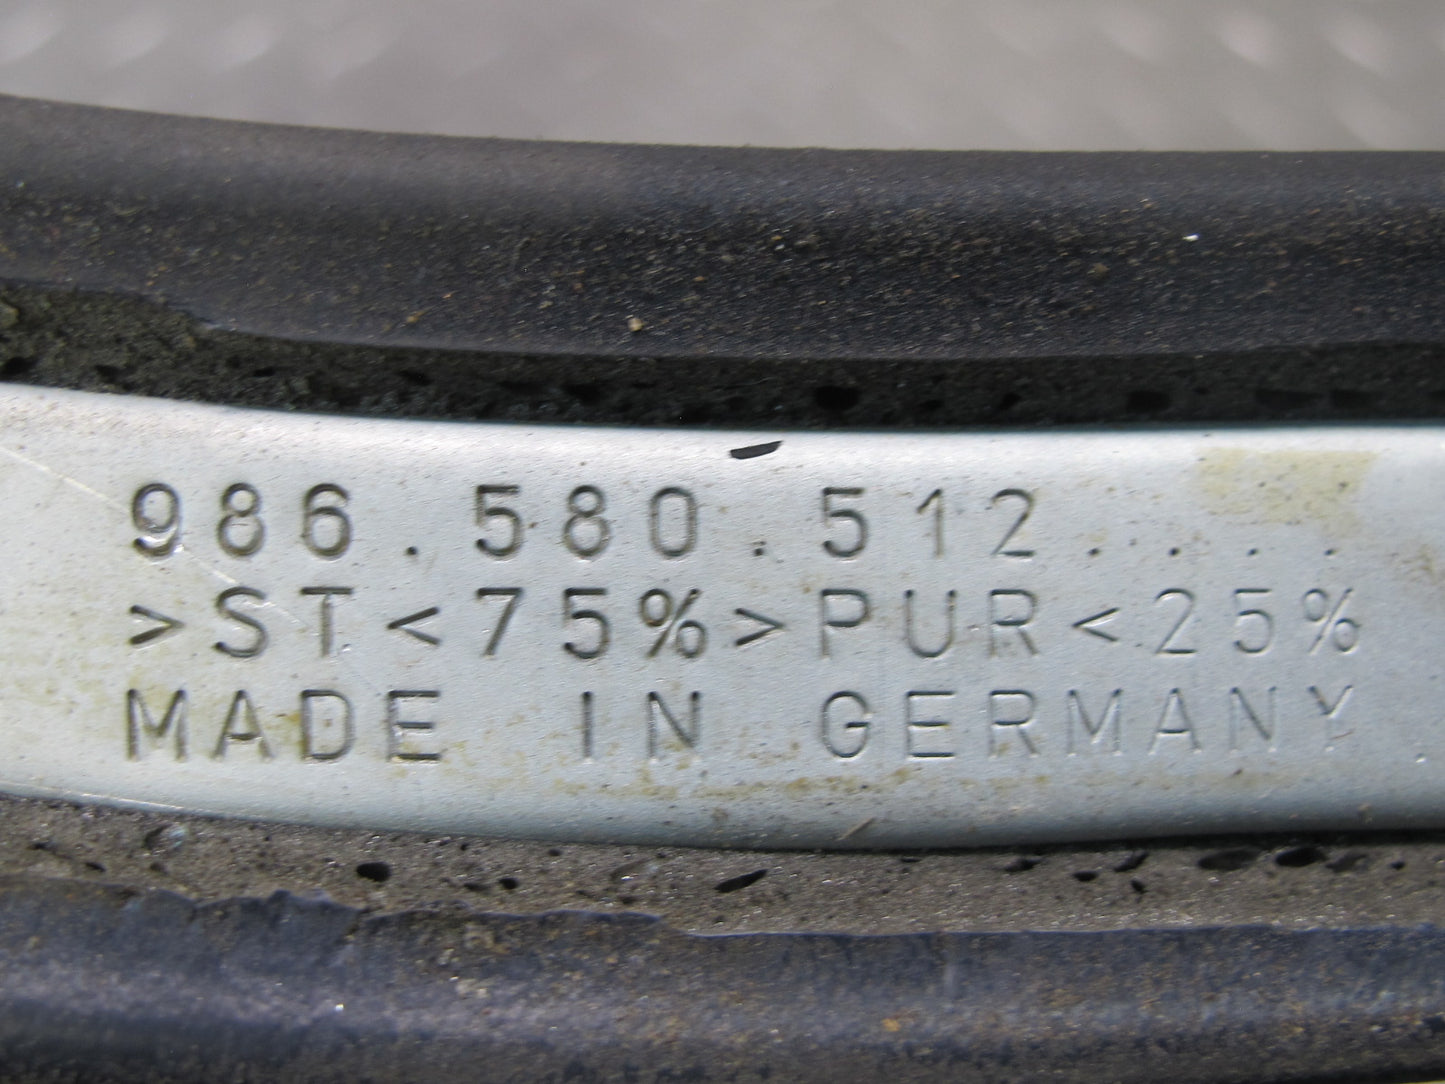 986.580.512....
>ST<75%>PUR<25%
MADE IN GERMANY .